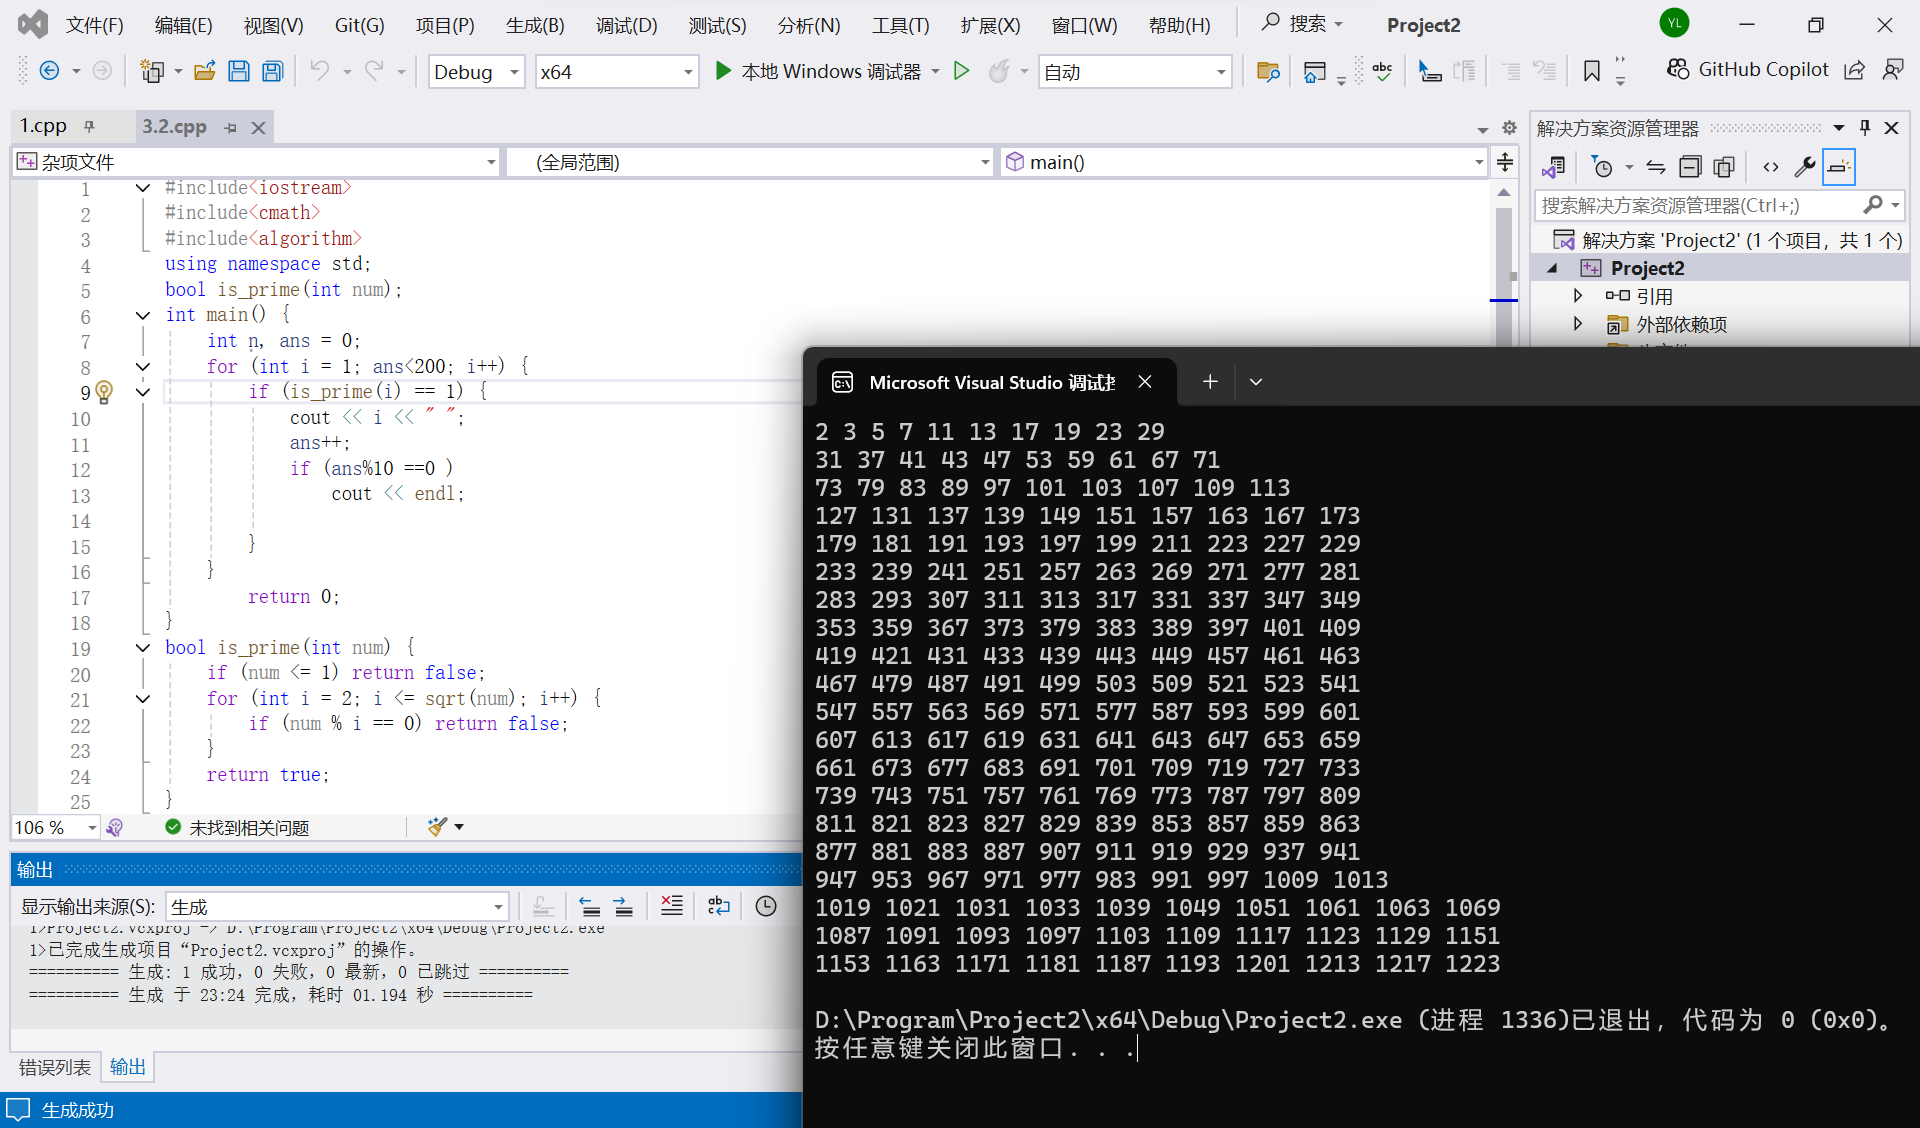 文件(F) 编辑(E) 视图(V) Git(G) 项目(P) 生成(B) 调试(D) 测试(S) 分析(N) 工具(T) 扩展(X) 窗口(W) 帮助(H) 搜索 Project2 YL
Debug x64 本地 Windows 调试器 自动 abc GitHub Copilot
1.cpp 3.2.cpp
杂项文件 (全局范围) main()
1 #include<iostream>
2 #include<cmath>
3 #include<algorithm>
4 using namespace std;
5 bool is_prime(int num);
6 int main() {
7 int n, ans = 0;
8 for (int i = 1; ans<200; i++) {
9 if (is_prime(i) == 1) {
10 cout << i << " ";
11 ans++;
12 if (ans%10 ==0 )
13 cout << endl;
14
15 }
16 }
17 return 0;
18 }
19 bool is_prime(int num) {
20 if (num <= 1) return false;
21 for (int i = 2; i <= sqrt(num); i++) {
22 if (num % i == 0) return false;
23 }
24 return true;
25 }
106 % 未找到相关问题
输出
显示输出来源(S): 生成
1>Project2.vcxproj -> D:\Program\Project2\x64\Debug\Project2.exe
1>已完成生成项目“Project2.vcxproj”的操作。
========== 生成: 1 成功，0 失败，0 最新，0 已跳过 ==========
========== 生成 于 23:24 完成，耗时 01.194 秒 ==========
错误列表 输出
生成成功
解决方案资源管理器
搜索解决方案资源管理器(Ctrl+;)
解决方案 'Project2' (1 个项目，共 1 个)
Project2
引用
外部依赖项
Microsoft Visual Studio 调试
2 3 5 7 11 13 17 19 23 29
31 37 41 43 47 53 59 61 67 71
73 79 83 89 97 101 103 107 109 113
127 131 137 139 149 151 157 163 167 173
179 181 191 193 197 199 211 223 227 229
233 239 241 251 257 263 269 271 277 281
283 293 307 311 313 317 331 337 347 349
353 359 367 373 379 383 389 397 401 409
419 421 431 433 439 443 449 457 461 463
467 479 487 491 499 503 509 521 523 541
547 557 563 569 571 577 587 593 599 601
607 613 617 619 631 641 643 647 653 659
661 673 677 683 691 701 709 719 727 733
739 743 751 757 761 769 773 787 797 809
811 821 823 827 829 839 853 857 859 863
877 881 883 887 907 911 919 929 937 941
947 953 967 971 977 983 991 997 1009 1013
1019 1021 1031 1033 1039 1049 1051 1061 1063 1069
1087 1091 1093 1097 1103 1109 1117 1123 1129 1151
1153 1163 1171 1181 1187 1193 1201 1213 1217 1223
D:\Program\Project2\x64\Debug\Project2.exe (进程 1336)已退出，代码为 0 (0x0)。
按任意键关闭此窗口. . .